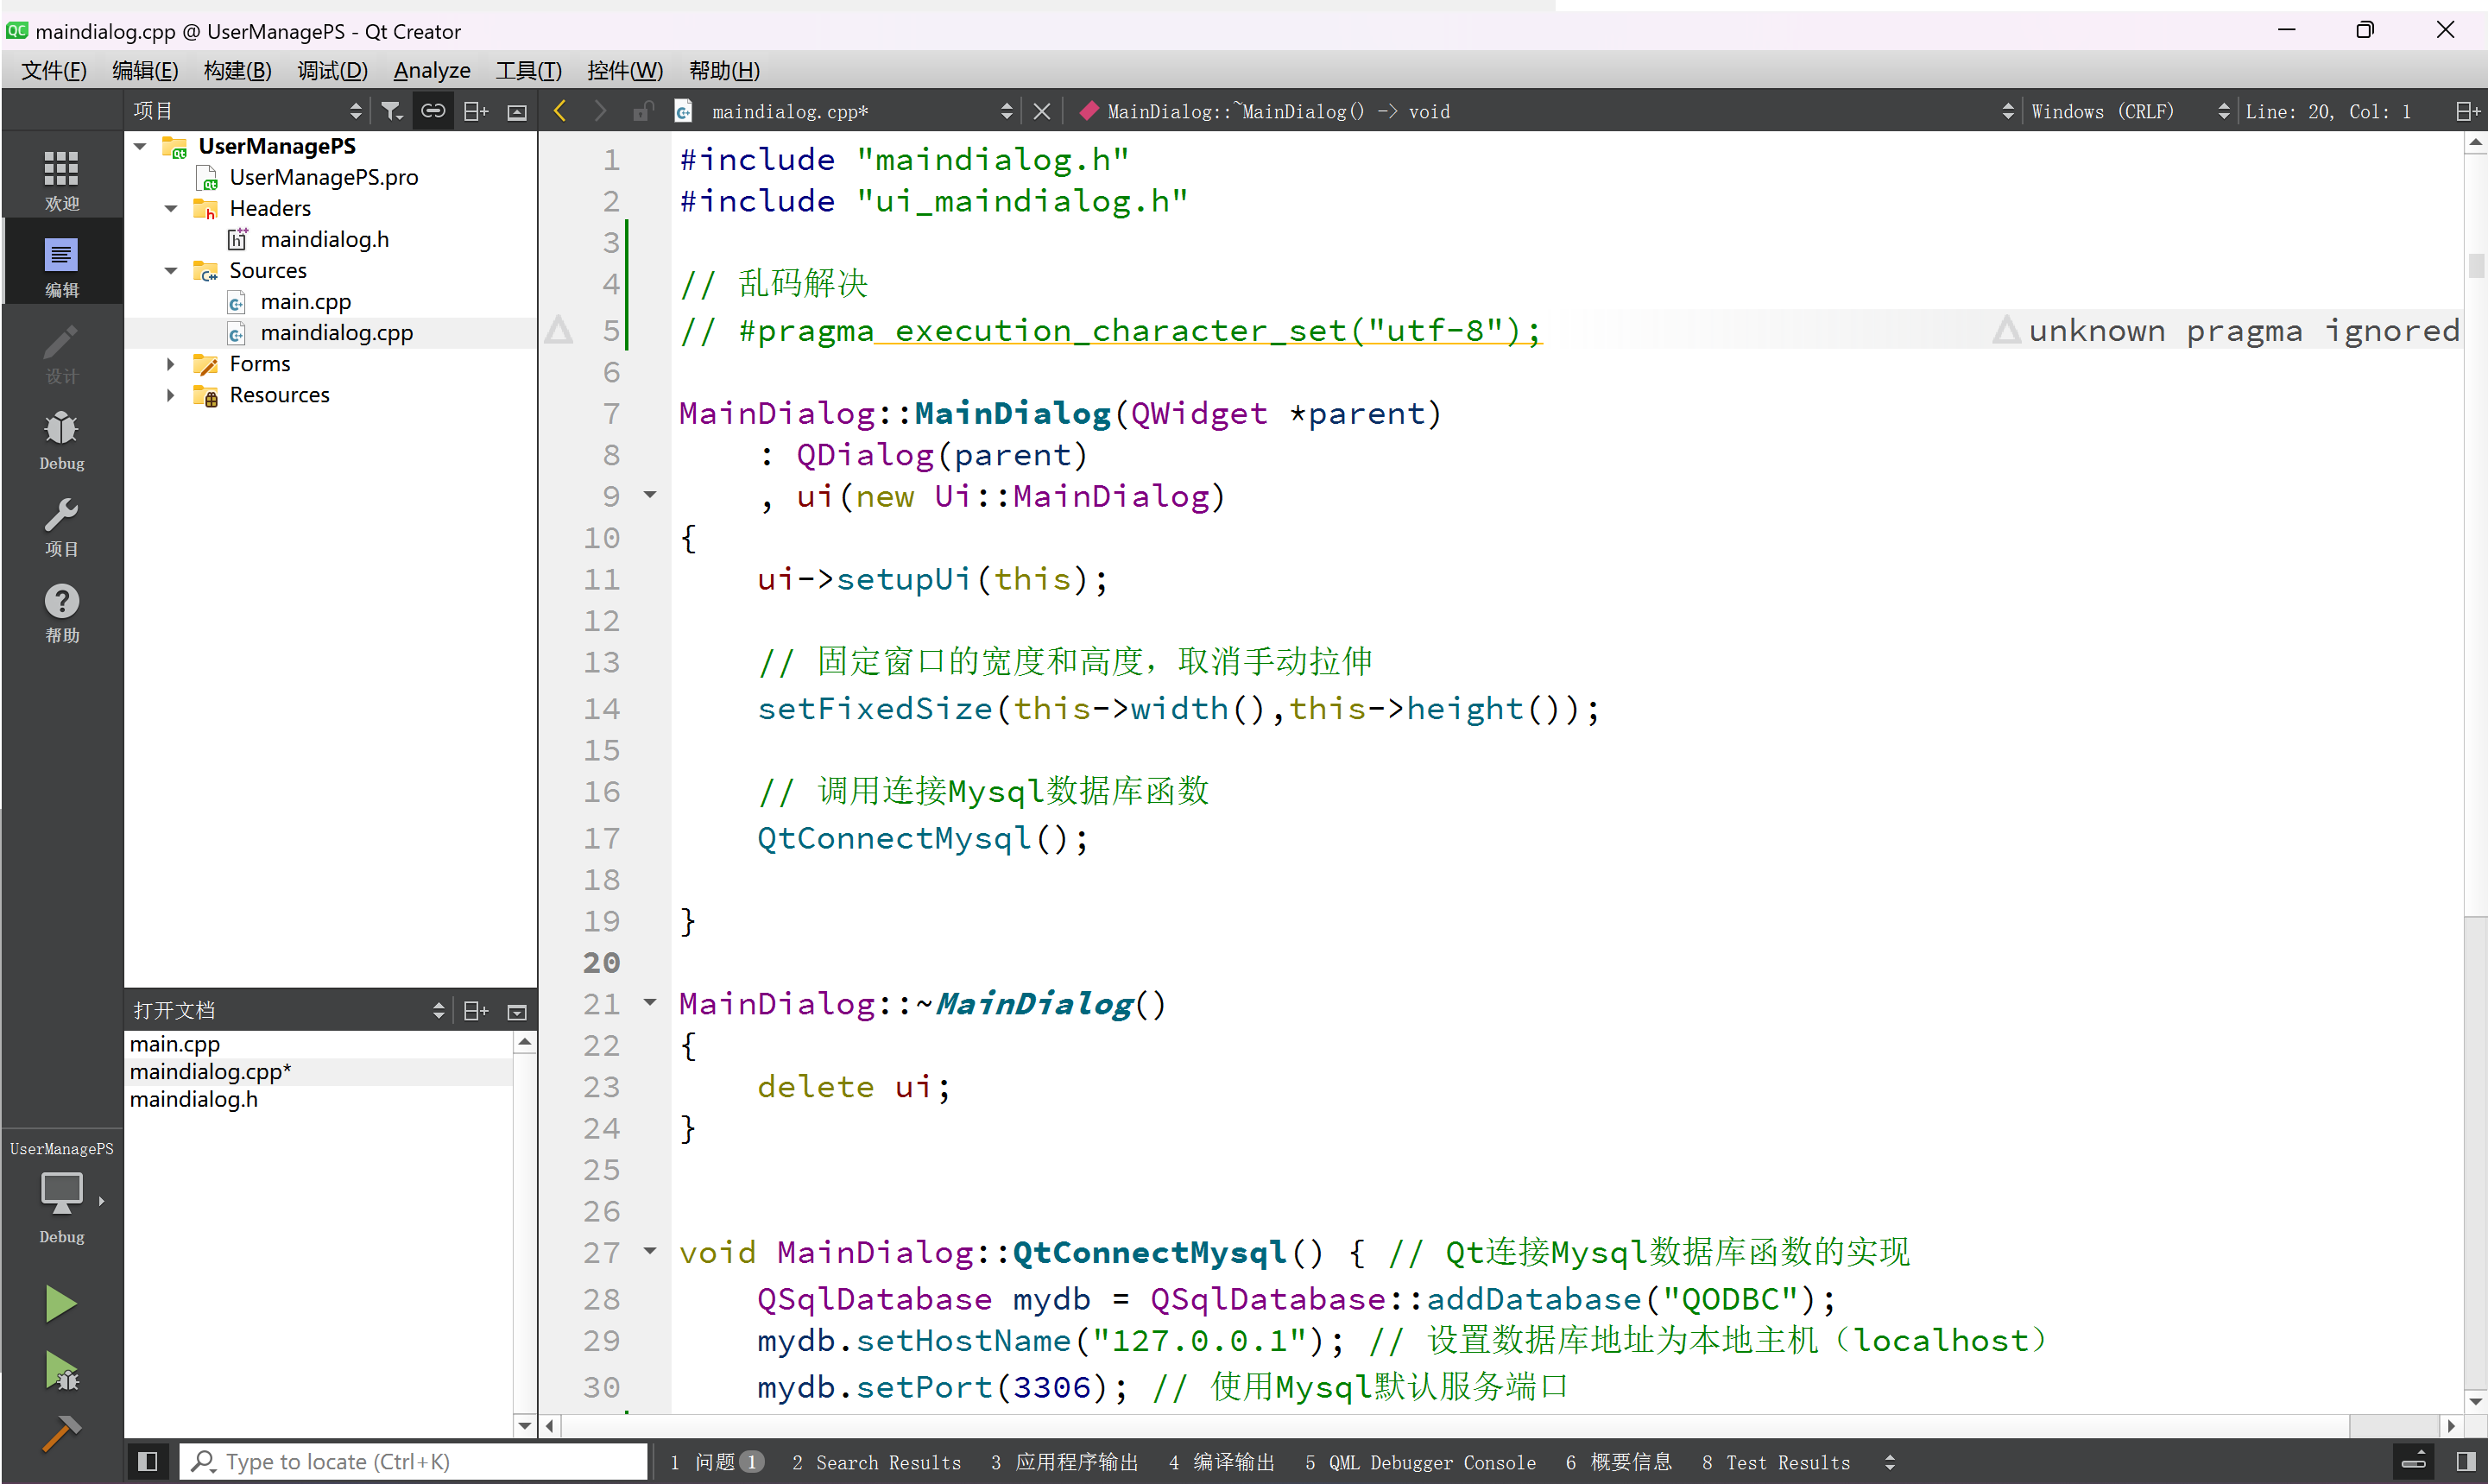 QC maindialog.cpp @ UserManagePS - Qt Creator
文件(F) 编辑(E) 构建(B) 调试(D) Analyze 工具(T) 控件(W) 帮助(H)
项目
maindialog.cpp*
MainDialog::~MainDialog() -> void
Windows (CRLF)
Line: 20, Col: 1
欢迎
编辑
设计
Debug
项目
帮助
UserManagePS
Debug
UserManagePS
UserManagePS.pro
Headers
maindialog.h
Sources
main.cpp
maindialog.cpp
Forms
Resources
打开文档
main.cpp
maindialog.cpp*
maindialog.h
1 #include "maindialog.h"
2 #include "ui_maindialog.h"
3
4 // 乱码解决
5 // #pragma execution_character_set("utf-8"); unknown pragma ignored
6
7 MainDialog::MainDialog(QWidget *parent)
8     : QDialog(parent)
9     , ui(new Ui::MainDialog)
10 {
11     ui->setupUi(this);
12
13     // 固定窗口的宽度和高度，取消手动拉伸
14     setFixedSize(this->width(),this->height());
15
16     // 调用连接Mysql数据库函数
17     QtConnectMysql();
18
19 }
20
21 MainDialog::~MainDialog()
22 {
23     delete ui;
24 }
25
26
27 void MainDialog::QtConnectMysql() { // Qt连接Mysql数据库函数的实现
28     QSqlDatabase mydb = QSqlDatabase::addDatabase("QODBC");
29     mydb.setHostName("127.0.0.1"); // 设置数据库地址为本地主机（localhost）
30     mydb.setPort(3306); // 使用Mysql默认服务端口
Type to locate (Ctrl+K)
1 问题 1 2 Search Results 3 应用程序输出 4 编译输出 5 QML Debugger Console 6 概要信息 8 Test Results